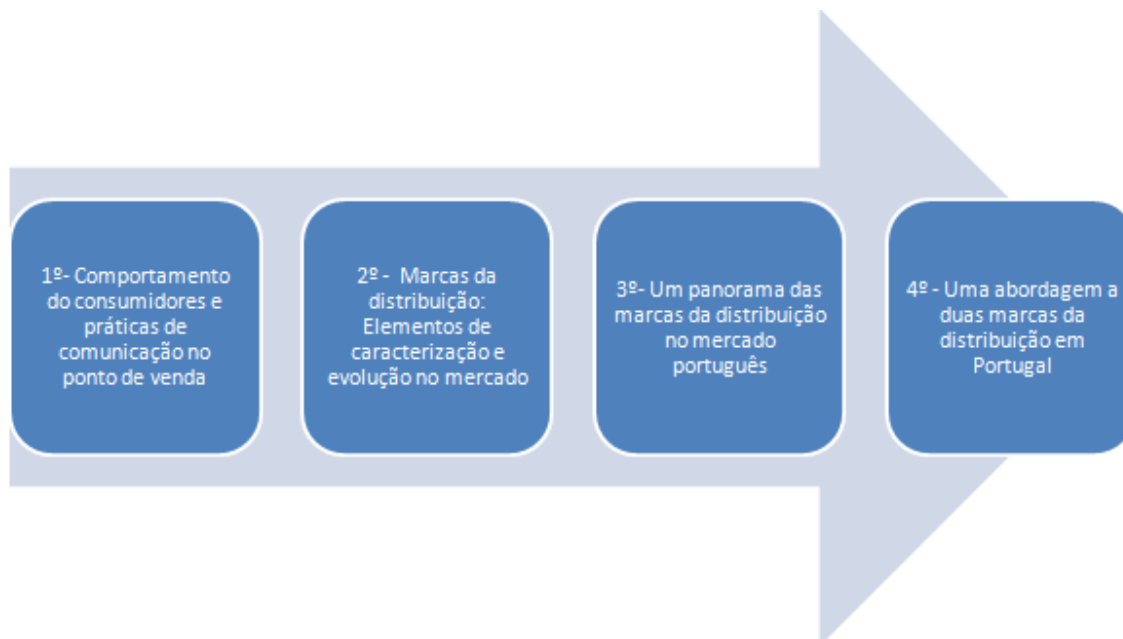 1º- Comportamento
do consumidores e
práticas de
comunicação no
ponto de venda
2º - Marcas da
distribuição:
Elementos de
caracterização e
evolução no mercado
3º- Um panorama das
marcas da distribuição
no mercado
português
4º - Uma abordagem a
duas marcas da
distribuição em
Portugal